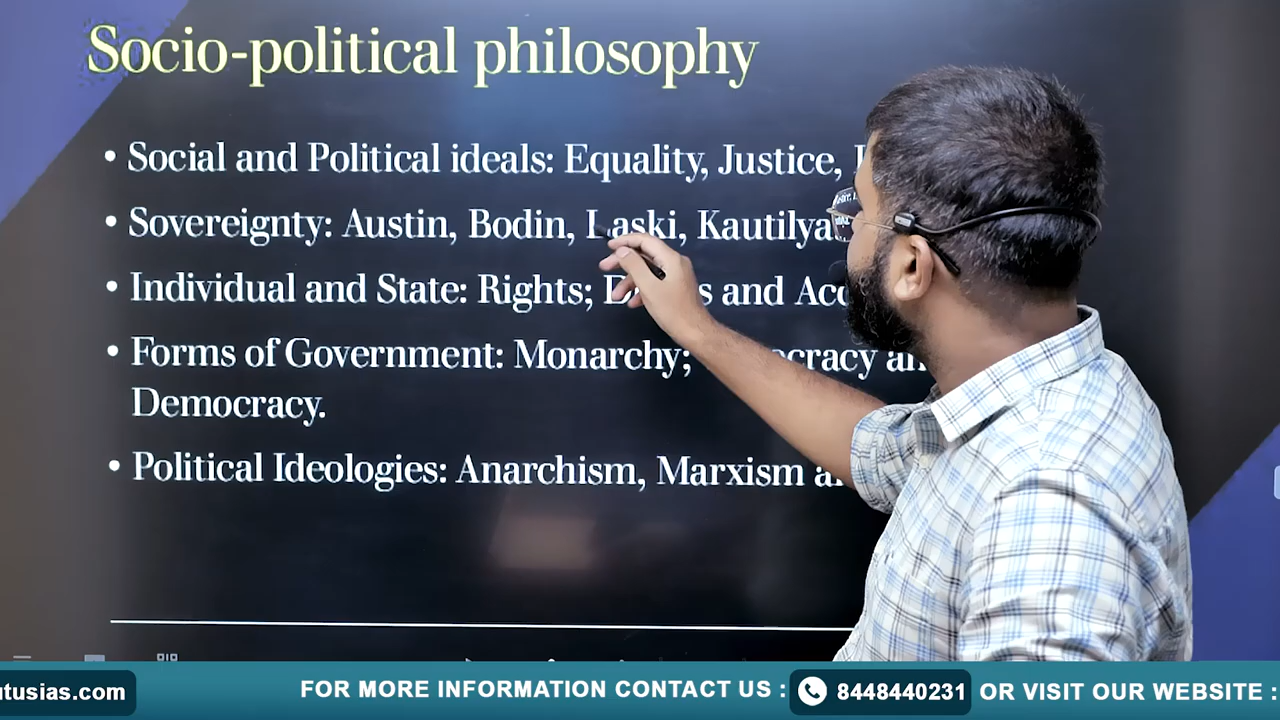 Socio-political philosophy
• Social and Political ideals: Equality, Justice,
• Sovereignty: Austin, Bodin, Laski, Kautilya
• Individual and State: Rights; and
• Forms of Government: Monarchy;
Democracy.
• Political Ideologies: Anarchism, Marxism
utusias.com FOR MORE INFORMATION CONTACT US : 8448440231 OR VISIT OUR WEBSITE :